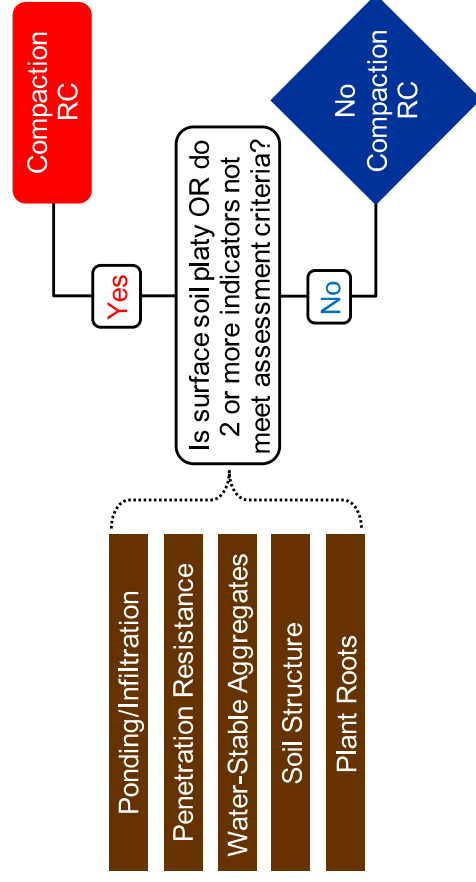 Ponding/Infiltration
Penetration Resistance
Water-Stable Aggregates
Soil Structure
Plant Roots
Is surface soil platy OR do
2 or more indicators not
meet assessment criteria?
Yes
No
Compaction
RC
No
Compaction
RC